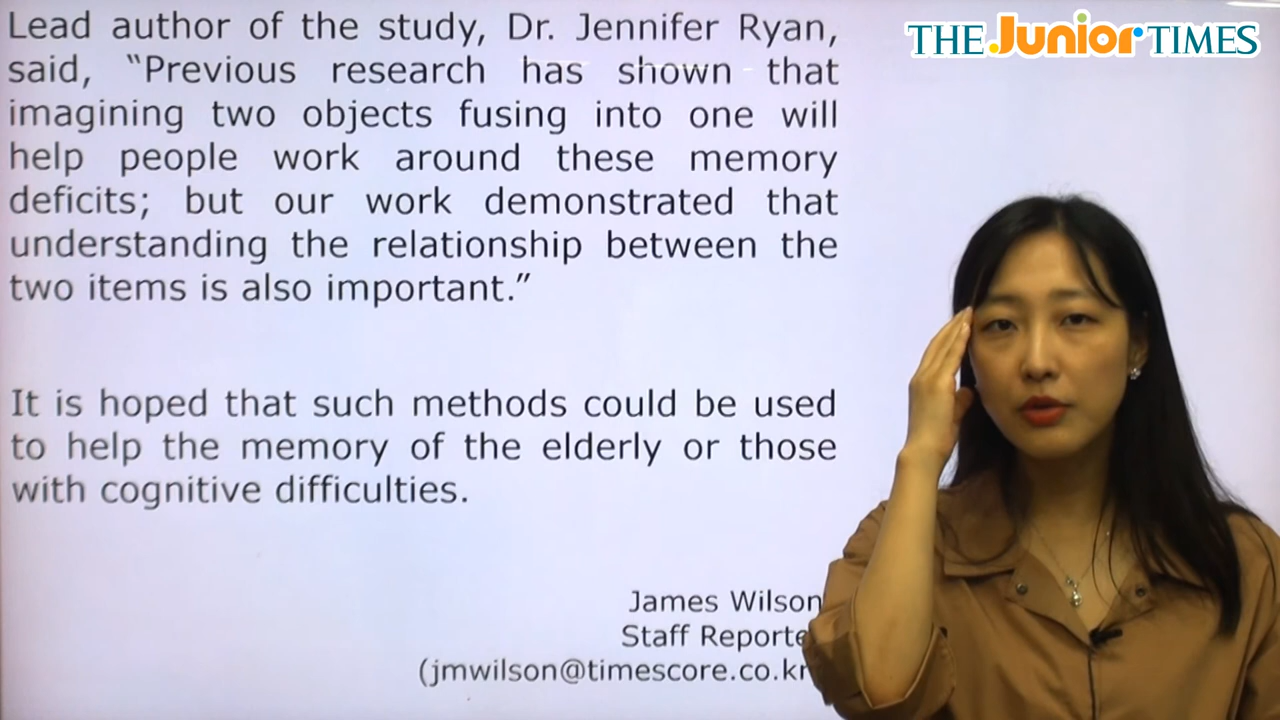 THE Junior TIMES
Lead author of the study, Dr. Jennifer Ryan,
said, “Previous research has shown that
imagining two objects fusing into one will
help people work around these memory
deficits; but our work demonstrated that
understanding the relationship between the
two items is also important.”
It is hoped that such methods could be used
to help the memory of the elderly or those
with cognitive difficulties.
James Wilson
Staff Reporte
(jmwilson@timescore.co.kr